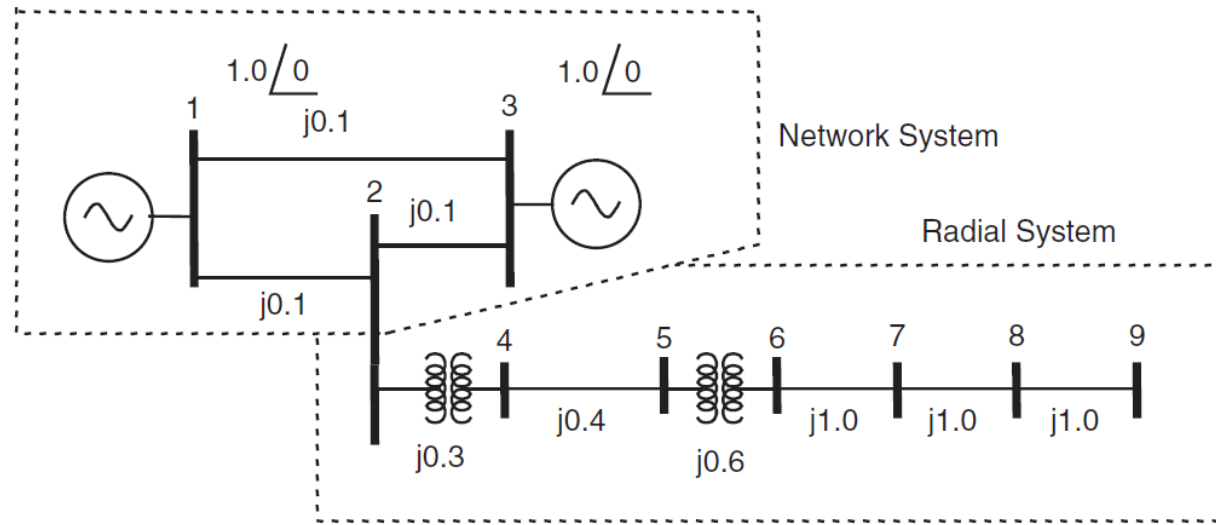 1.0/0 1.0/0
1 j0.1 3
Network System
2 j0.1
Radial System
j0.1
4 5 6 7 8 9
j0.4 j1.0 j1.0 j1.0
j0.3 j0.6